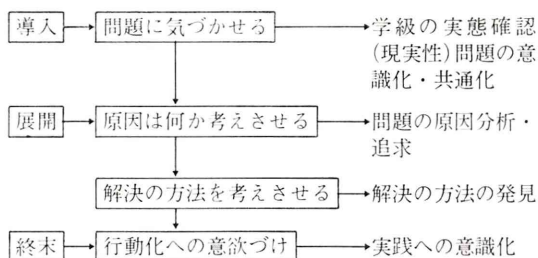 導入 問題に気づかせる 学級の実態確認
(現実性)問題の意
識化・共通化
展開 原因は何か考えさせる 問題の原因分析・
追求
解決の方法を考えさせる 解決の方法の発見
終末 行動化への意欲づけ 実践への意識化